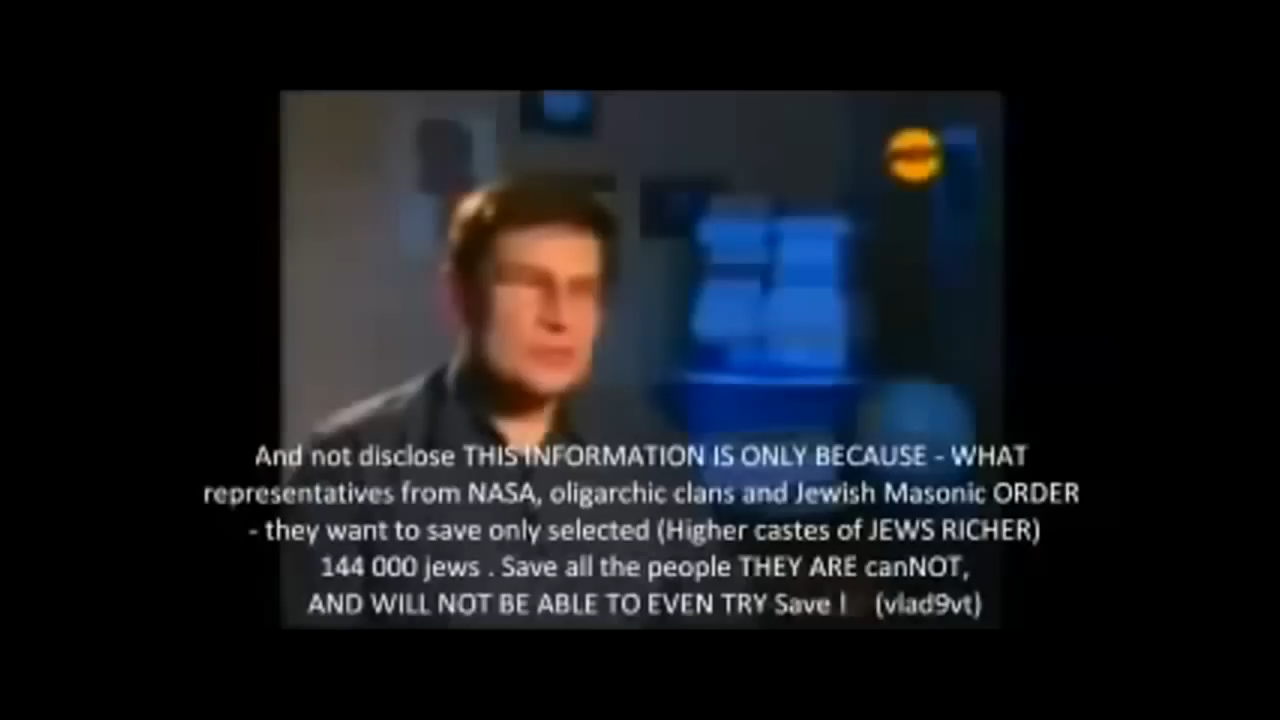 And not disclose THIS INFORMATION IS ONLY BECAUSE - WHAT
representatives from NASA, oligarchic clans and Jewish Masonic ORDER
- they want to save only selected (Higher castes of JEWS RICHER)
144 000 jews . Save all the people THEY ARE canNOT,
AND WILL NOT BE ABLE TO EVEN TRY Save ! (vlad9vt)